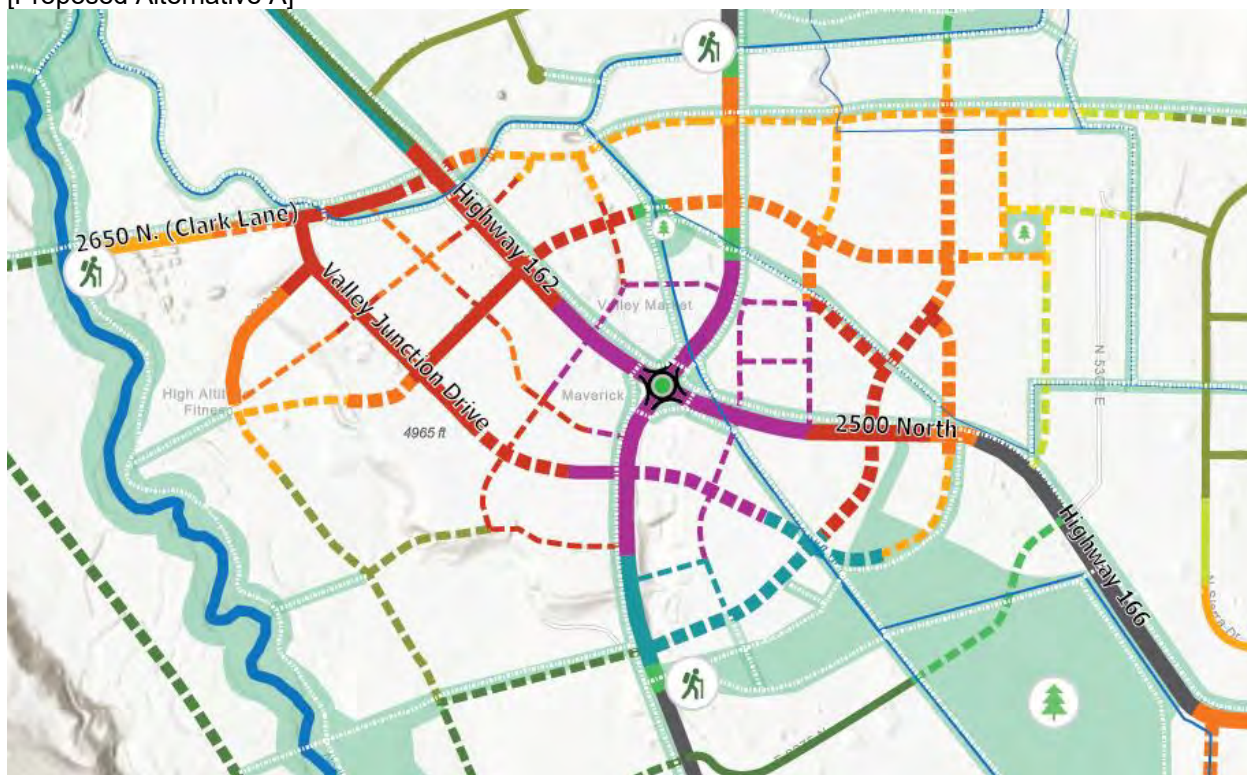 [Proposed Alternative A]
2650 N. (Clark Lane)
Highway 162
Valley Junction Drive
Valley Market
High Altit
Fitness
Maverick
4965 ft
2500 North
N 5300 E
Highway 166